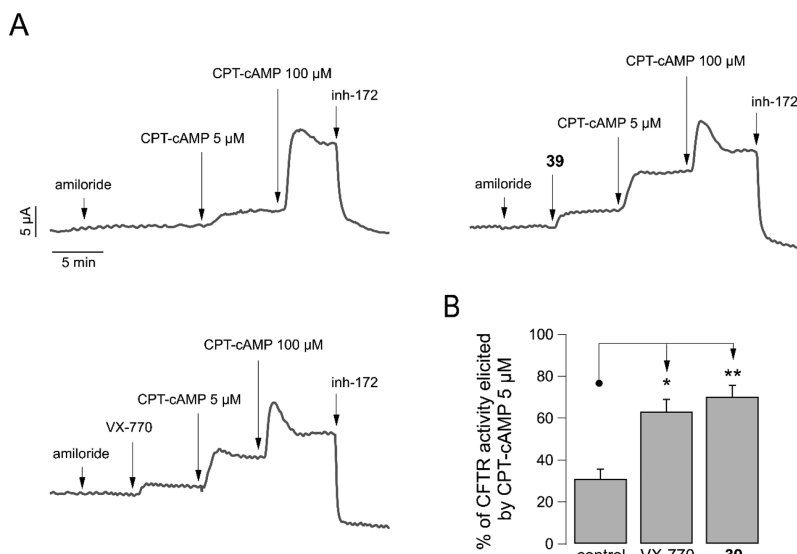 A
CPT-cAMP 100 µM
inh-172
CPT-cAMP 5 µM
amiloride
5 µA
5 min
CPT-cAMP 100 µM
inh-172
CPT-cAMP 5 µM
39
amiloride
CPT-cAMP 100 µM
inh-172
CPT-cAMP 5 µM
VX-770
amiloride
B
% of CFTR activity elicited
by CPT-cAMP 5 µM
100
80
60
40
20
0
*
**
control VX-770 39